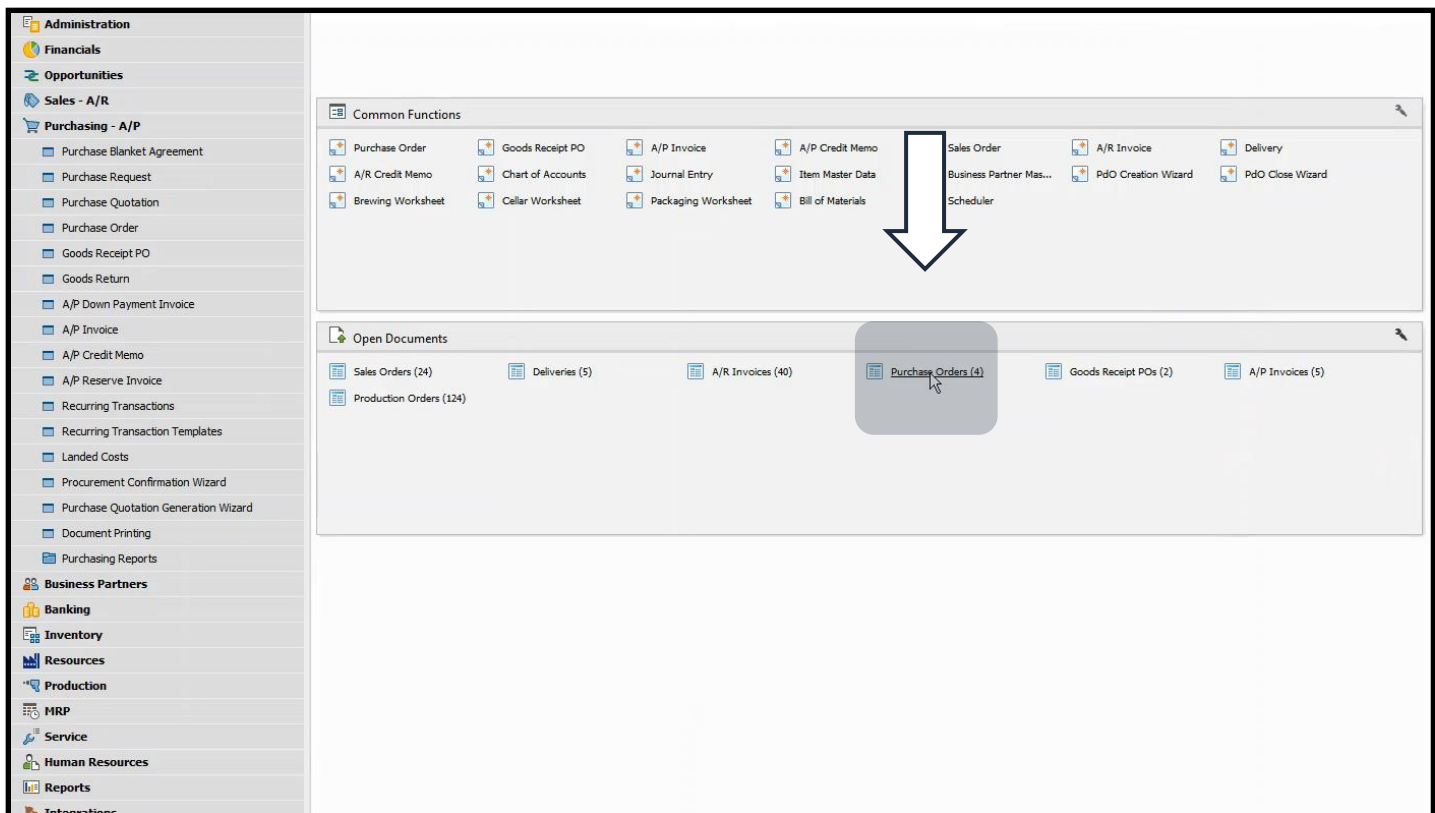 Administration
Financials
Opportunities
Sales - A/R
Purchasing - A/P
Purchase Blanket Agreement
Purchase Request
Purchase Quotation
Purchase Order
Goods Receipt PO
Goods Return
A/P Down Payment Invoice
A/P Invoice
A/P Credit Memo
A/P Reserve Invoice
Recurring Transactions
Recurring Transaction Templates
Landed Costs
Procurement Confirmation Wizard
Purchase Quotation Generation Wizard
Document Printing
Purchasing Reports
Business Partners
Banking
Inventory
Resources
Production
MRP
Service
Human Resources
Reports
Integrations
Common Functions
Purchase Order Goods Receipt PO A/P Invoice A/P Credit Memo Sales Order A/R Invoice Delivery
A/R Credit Memo Chart of Accounts Journal Entry Item Master Data Business Partner Mas... PdO Creation Wizard PdO Close Wizard
Brewing Worksheet Cellar Worksheet Packaging Worksheet Bill of Materials Scheduler
Open Documents
Sales Orders (24) Deliveries (5) A/R Invoices (40) Purchase Orders (4) Goods Receipt POs (2) A/P Invoices (5)
Production Orders (124)